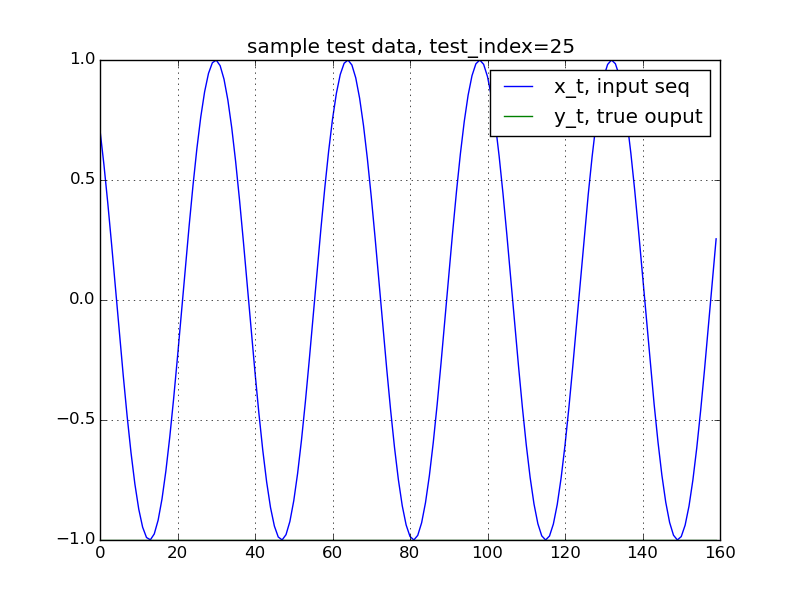 sample test data, test_index=25
x_t, input seq
y_t, true ouput
1.0
0.5
0.0
−0.5
−1.0
0 20 40 60 80 100 120 140 160